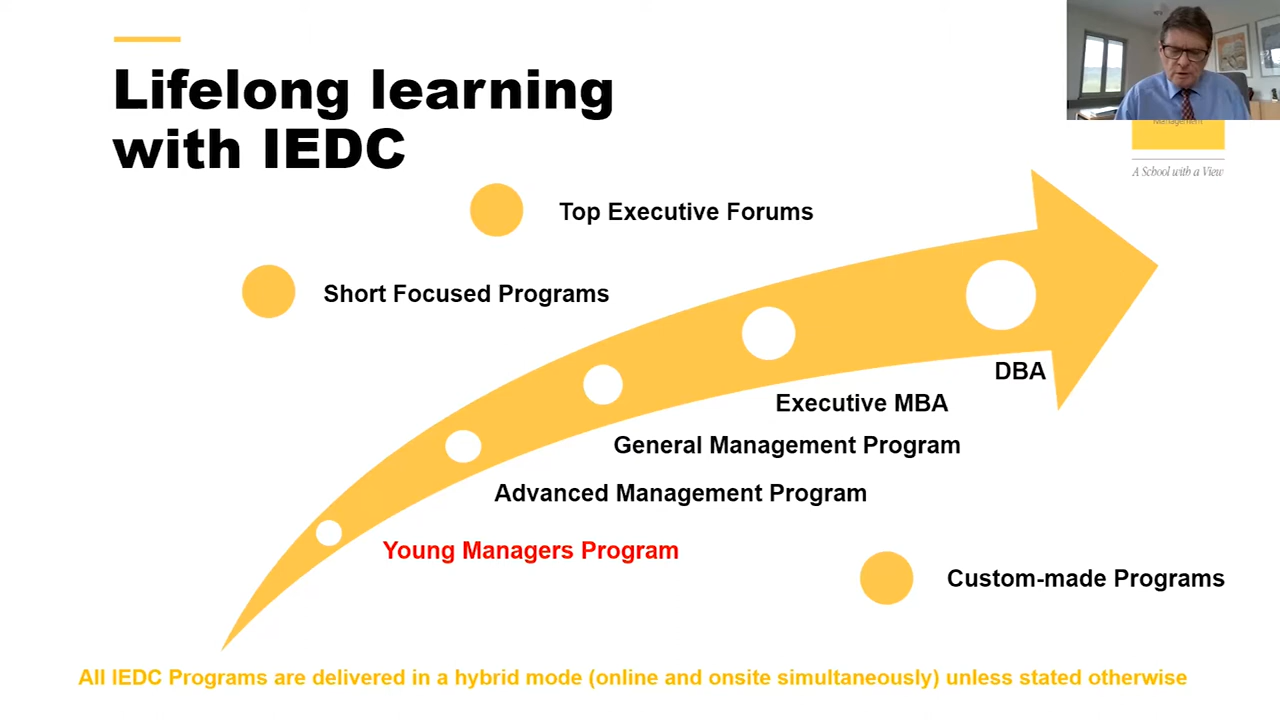 Lifelong learning
with IEDC
Management
A School with a View
Top Executive Forums
Short Focused Programs
DBA
Executive MBA
General Management Program
Advanced Management Program
Young Managers Program
Custom-made Programs
All IEDC Programs are delivered in a hybrid mode (online and onsite simultaneously) unless stated otherwise